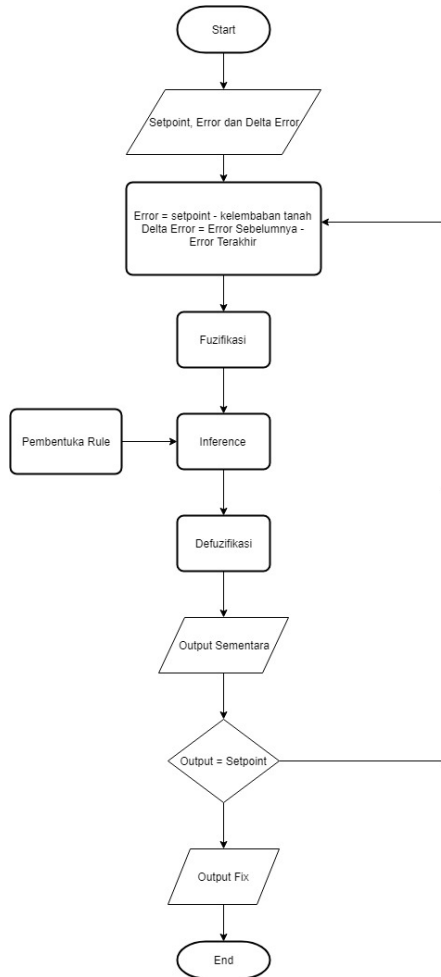 Start
Setpoint, Error dan Delta Error
Error = setpoint - kelembaban tanah
Delta Error = Error Sebelumnya -
Error Terakhir
Fuzifikasi
Pembentuka Rule
Inference
Defuzifikasi
Output Sementara
Output = Setpoint
Output Fix
End